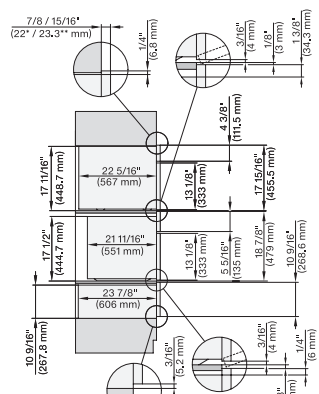 7/8 / 15/16"
(22* / 23.3** mm)
1/4"
(6.8 mm)
3/16"
(4 mm)
1/8"
(3 mm)
1 3/8"
(34.3 mm)
4 3/8"
(111.5 mm)
17 11/16"
(448.7 mm)
22 5/16"
(567 mm)
13 1/8"
(333 mm)
17 15/16"
(455.5 mm)
17 1/2"
(444.7 mm)
21 11/16"
(551 mm)
13 1/8"
(333 mm)
5 5/16"
(135 mm)
18 7/8"
(479 mm)
10 9/16"
(268.6 mm)
23 7/8"
(606 mm)
10 9/16"
(267.8 mm)
3/16"
(5.2 mm)
3/16"
(4 mm)
1/4"
(6 mm)